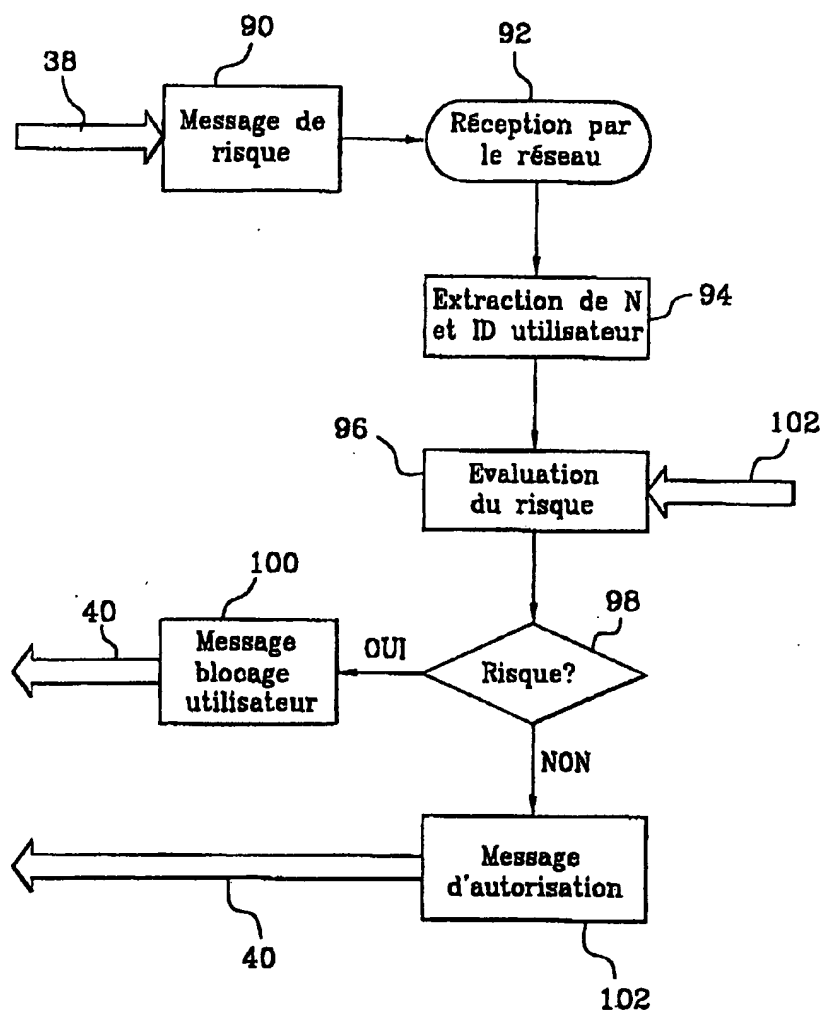 90
38
92
Message de
risque
Réception par
le réseau
Extraction de N
et ID utilisateur
94
96
102
Evaluation
du risque
100
40
98
Message
blocage
utilisateur
OUI
Risque?
NON
Message
d'autorisation
40
102